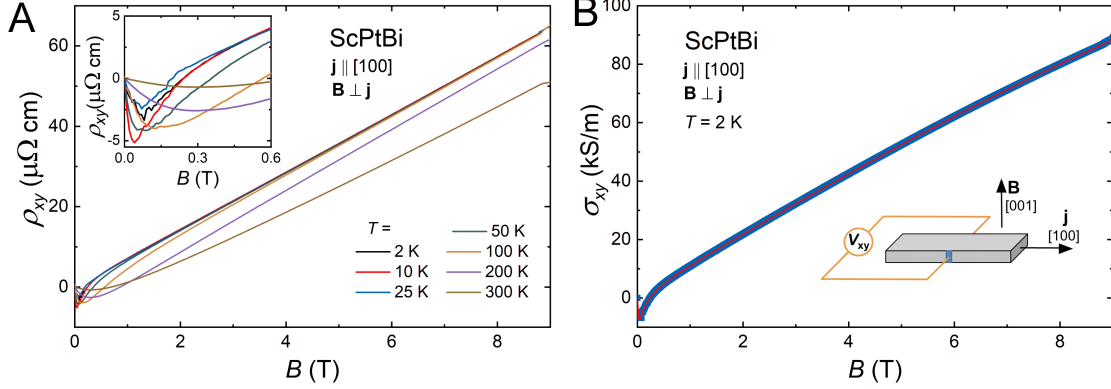 A
ρxy (μΩ cm)
60
40
20
0
0
2
4
6
8
B (T)
ρxy(μΩ cm)
5
0
-5
0.0
0.3
0.6
B (T)
ScPtBi
j || [100]
B ⊥ j
T =
2 K
10 K
25 K
50 K
100 K
200 K
300 K
B
σxy (kS/m)
100
80
60
40
20
0
0
2
4
6
8
B (T)
ScPtBi
j || [100]
B ⊥ j
T = 2 K
Vxy
B
[001]
j
[100]